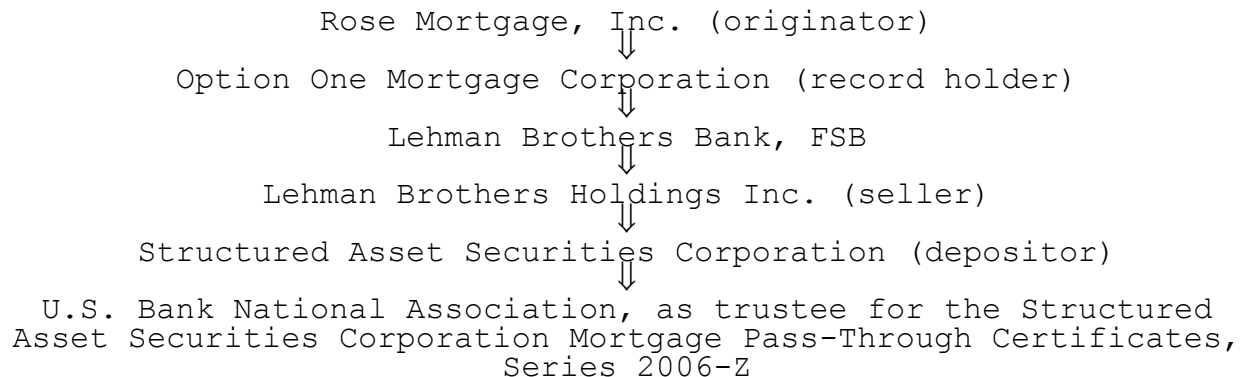 Rose Mortgage, Inc. (originator)
⇓
Option One Mortgage Corporation (record holder)
⇓
Lehman Brothers Bank, FSB
⇓
Lehman Brothers Holdings Inc. (seller)
⇓
Structured Asset Securities Corporation (depositor)
⇓
U.S. Bank National Association, as trustee for the Structured
Asset Securities Corporation Mortgage Pass-Through Certificates,
Series 2006-Z